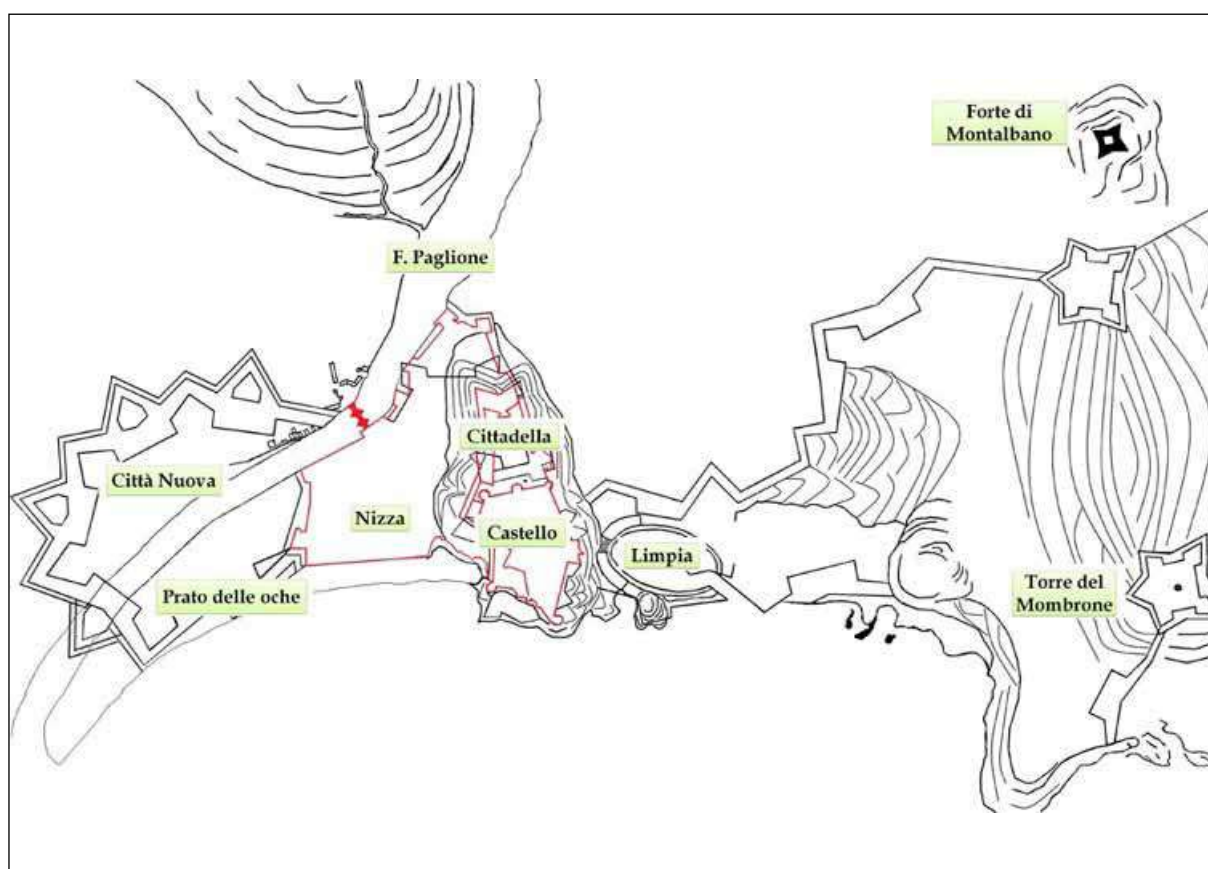 Forte di
Montalbano
F. Paglione
Cittadella
Città Nuova
Nizza
Castello
Limpia
Prato delle oche
Torre del
Mombrone